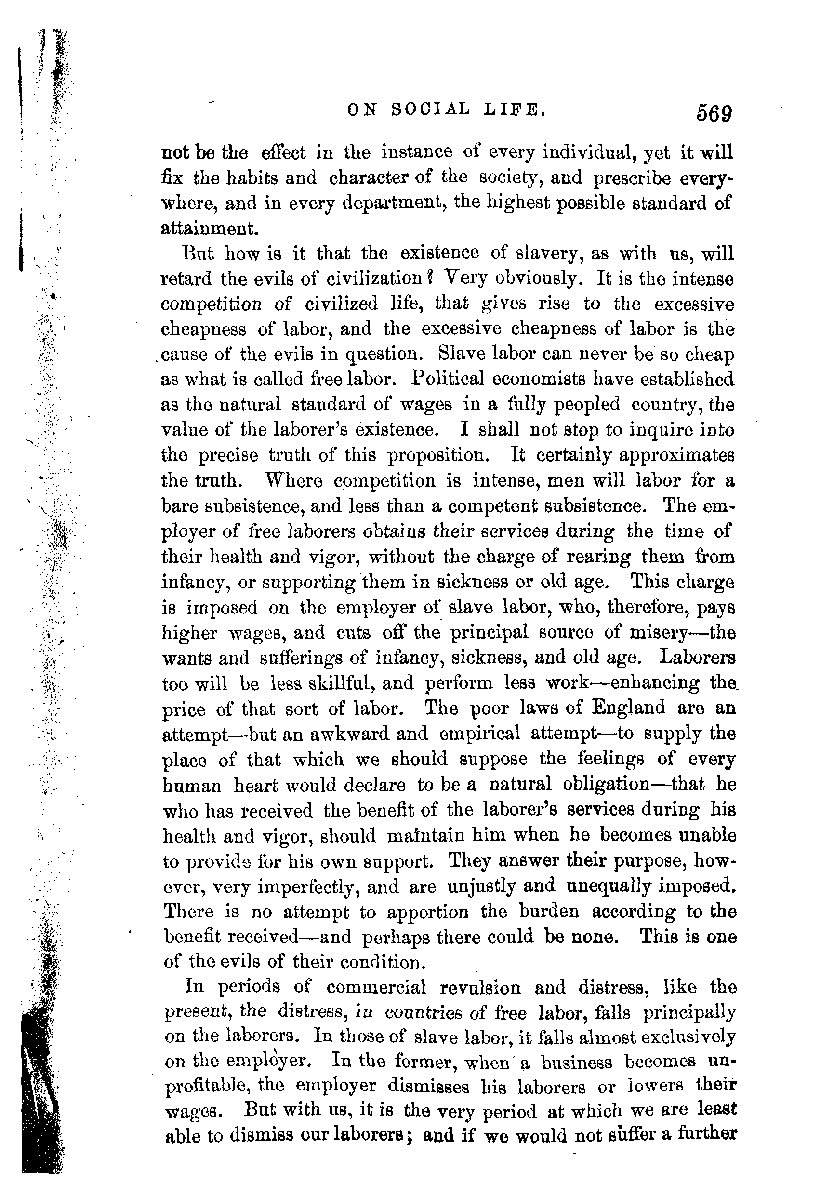 ON SOCIAL LIFE. 569
not be the effect in the instance of every individual, yet it will
fix the habits and character of the society, and prescribe every-
where, and in every department, the highest possible standard of
attainment.
But how is it that the existence of slavery, as with us, will
retard the evils of civilization? Very obviously. It is the intense
competition of civilized life, that gives rise to the excessive
cheapness of labor, and the excessive cheapness of labor is the
cause of the evils in question. Slave labor can never be so cheap
as what is called free labor. Political economists have established
as the natural standard of wages in a fully peopled country, the
value of the laborer's existence. I shall not stop to inquire into
the precise truth of this proposition. It certainly approximates
the truth. Where competition is intense, men will labor for a
bare subsistence, and less than a competent subsistence. The em-
ployer of free laborers obtains their services during the time of
their health and vigor, without the charge of rearing them from
infancy, or supporting them in sickness or old age. This charge
is imposed on the employer of slave labor, who, therefore, pays
higher wages, and cuts off the principal source of misery—the
wants and sufferings of infancy, sickness, and old age. Laborers
too will be less skillful, and perform less work—enhancing the
price of that sort of labor. The poor laws of England are an
attempt—but an awkward and empirical attempt—to supply the
place of that which we should suppose the feelings of every
human heart would declare to be a natural obligation—that he
who has received the benefit of the laborer's services during his
health and vigor, should maintain him when he becomes unable
to provide for his own support. They answer their purpose, how-
ever, very imperfectly, and are unjustly and unequally imposed.
There is no attempt to apportion the burden according to the
benefit received—and perhaps there could be none. This is one
of the evils of their condition.
In periods of commercial revulsion and distress, like the
present, the distress, in countries of free labor, falls principally
on the laborers. In those of slave labor, it falls almost exclusively
on the employer. In the former, when a business becomes un-
profitable, the employer dismisses his laborers or lowers their
wages. But with us, it is the very period at which we are least
able to dismiss our laborers; and if we would not suffer a further